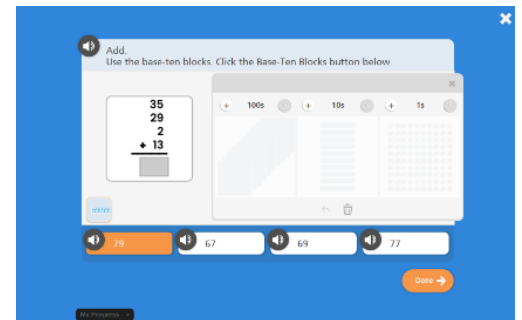 Add.
Use the base-ten blocks. Click the Base-Ten Blocks button below.
+ 100s + 10s + 1s
35
29
2
+ 13
79 67 69 77
Done →
My Progress